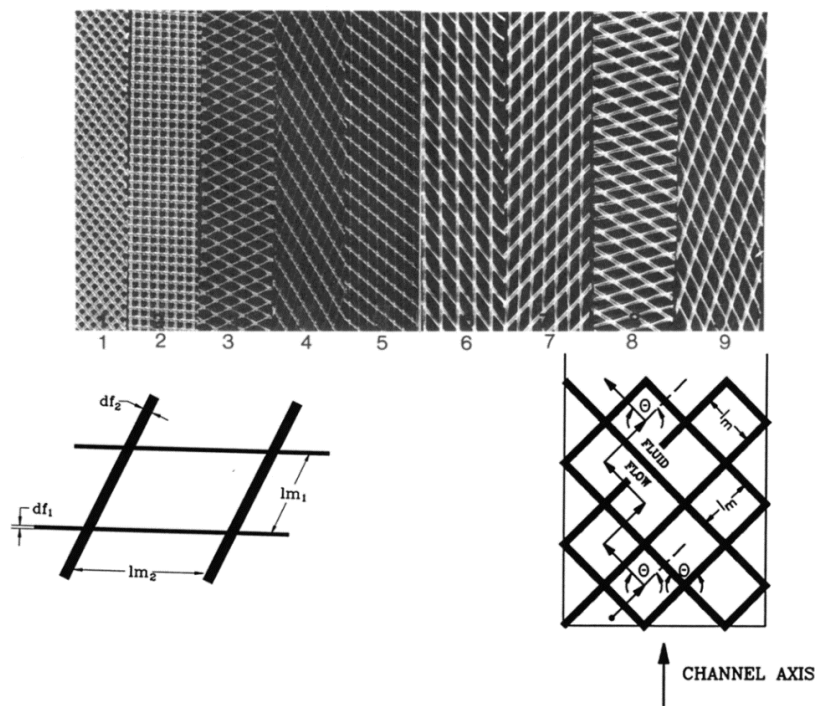 1 2 3 4 5 6 7 8 9
df₂
lm₁
df₁
lm₂
Θ
lm
FLUID
FLOW
lm
Θ Θ
CHANNEL AXIS